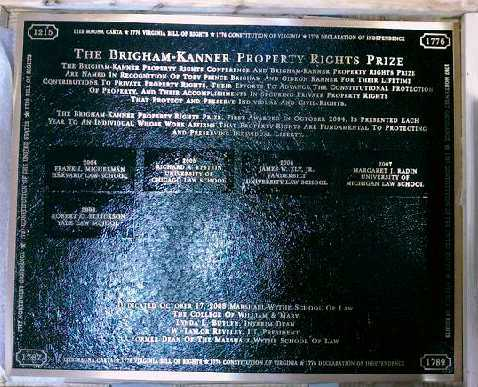 1215
1215 MAGNA CARTA ★ 1776 VIRGINIA BILL OF RIGHTS ★ 1776 CONSTITUTION OF VIRGINIA ★ 1776 DECLARATION OF INDEPENDENCE
1776
THE BRIGHAM-KANNER PROPERTY RIGHTS PRIZE
THE BRIGHAM-KANNER PROPERTY RIGHTS CONFERENCE AND BRIGHAM-KANNER PROPERTY RIGHTS PRIZE
ARE NAMED IN RECOGNITION OF TOBY PRINCE BRIGHAM AND GIDEON KANNER FOR THEIR LIFETIME
CONTRIBUTIONS TO PRIVATE PROPERTY RIGHTS, THEIR EFFORTS TO ADVANCE THE CONSTITUTIONAL PROTECTION
OF PROPERTY, AND THEIR ACCOMPLISHMENTS IN SECURING PRIVATE PROPERTY RIGHTS
THAT PROTECT AND PRESERVE INDIVIDUAL AND CIVIL RIGHTS.
THE BRIGHAM-KANNER PROPERTY RIGHTS PRIZE, FIRST AWARDED IN OCTOBER 2004, IS PRESENTED EACH
YEAR TO AN INDIVIDUAL WHOSE WORK AFFIRMS THAT PROPERTY RIGHTS ARE FUNDAMENTAL TO PROTECTING
AND PRESERVING INDIVIDUAL LIBERTY.
2004
FRANK I. MICHELMAN
HARVARD LAW SCHOOL
2005
RICHARD A. EPSTEIN
UNIVERSITY OF
CHICAGO LAW SCHOOL
2006
JAMES W. ELY, JR.
VANDERBILT
UNIVERSITY LAW SCHOOL
2007
MARGARET J. RADIN
UNIVERSITY OF
MICHIGAN LAW SCHOOL
2008
ROBERT C. ELLICKSON
YALE LAW SCHOOL
DEDICATED OCTOBER 17, 2008 MARSHALL-WYTHE SCHOOL OF LAW
THE COLLEGE OF WILLIAM & MARY
LYNDA L. BUTLER, INTERIM DEAN
W. TAYLOR REVELEY, III, PRESIDENT
FORMER DEAN OF THE MARSHALL-WYTHE SCHOOL OF LAW
1215 MAGNA CARTA ★ 1776 VIRGINIA BILL OF RIGHTS ★ 1776 CONSTITUTION OF VIRGINIA ★ 1776 DECLARATION OF INDEPENDENCE
1789